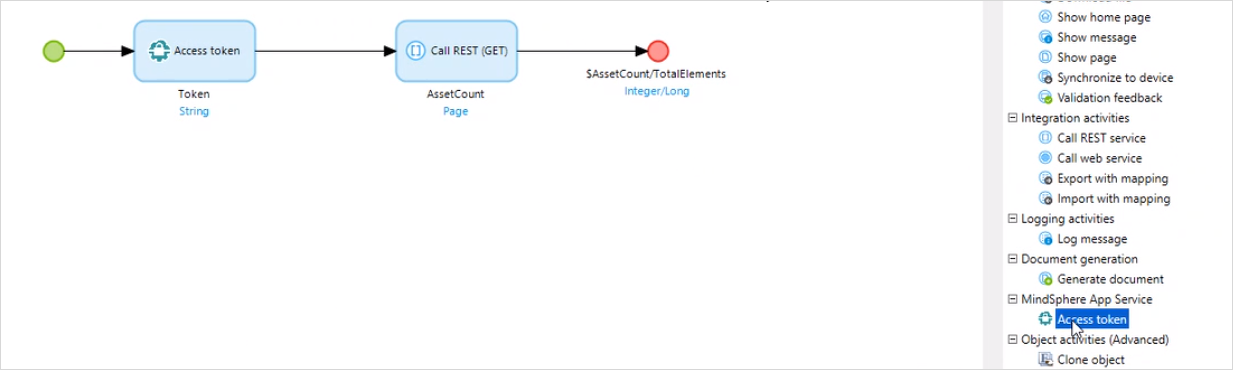 Access token
Token
String
Call REST (GET)
AssetCount
Page
$AssetCount/TotalElements
Integer/Long
Show home page
Show message
Show page
Synchronize to device
Validation feedback
Integration activities
Call REST service
Call web service
Export with mapping
Import with mapping
Logging activities
Log message
Document generation
Generate document
MindSphere App Service
Access token
Object activities (Advanced)
Clone object